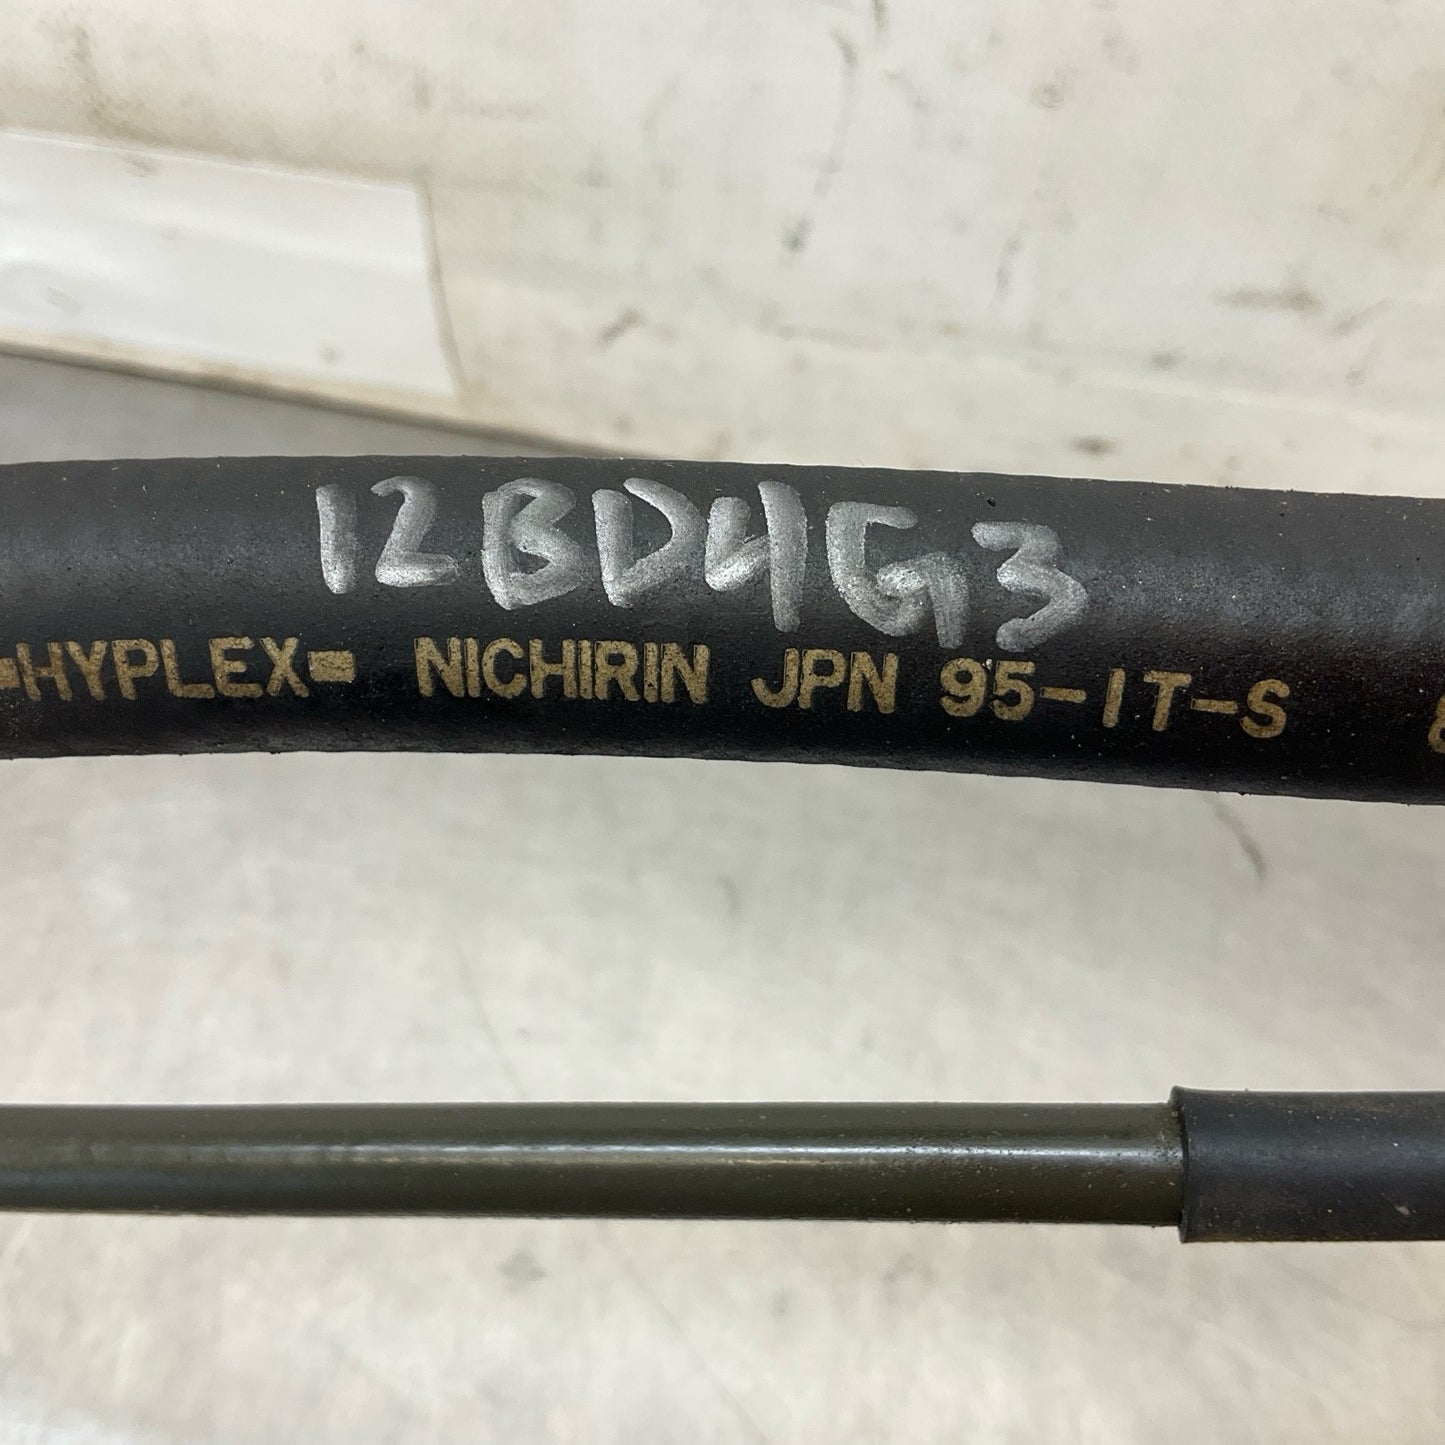 12BD4G3
-HYPLEX- NICHIRIN JPN 95-1T-S